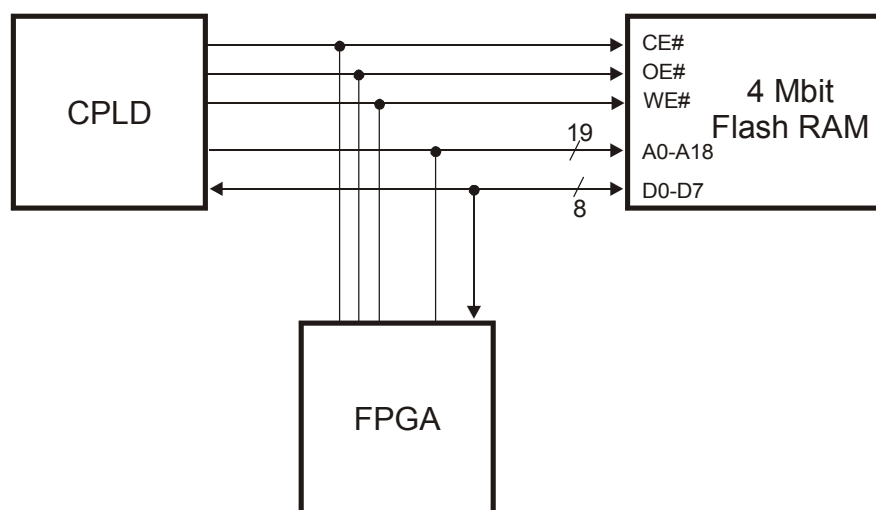 CPLD
CE#
OE#
WE#
4 Mbit
Flash RAM
19
A0-A18
D0-D7
8
FPGA